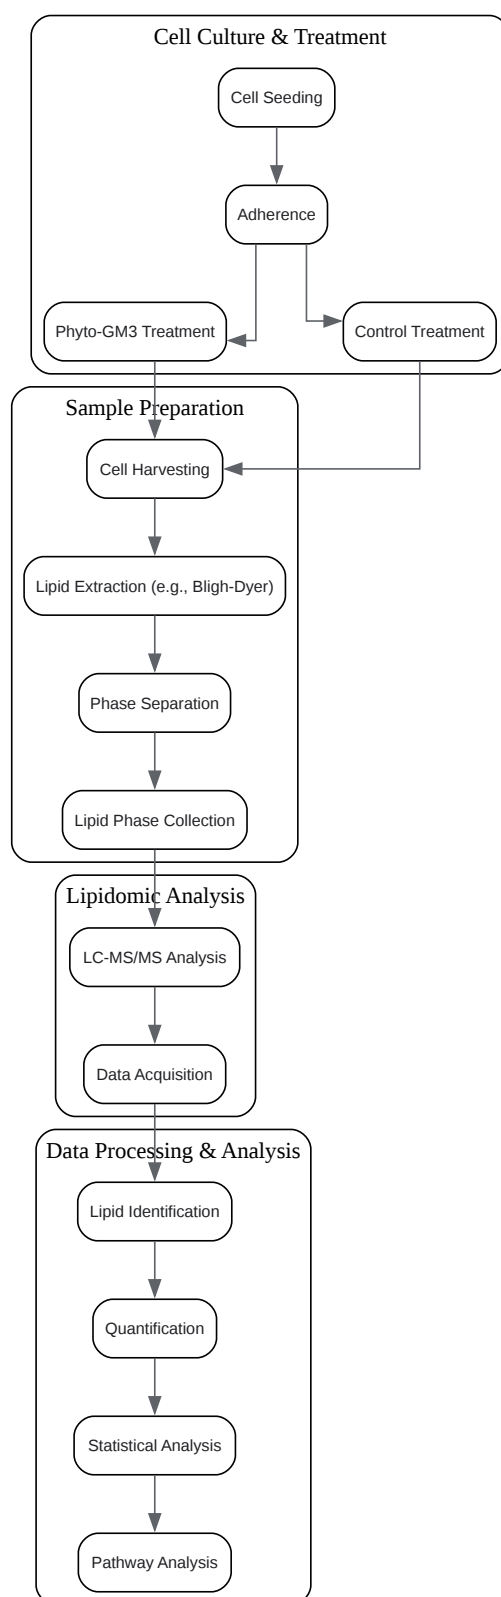 Cell Culture & Treatment
Cell Seeding
Adherence
Phyto-GM3 Treatment
Control Treatment
Sample Preparation
Cell Harvesting
Lipid Extraction (e.g., Bligh-Dyer)
Phase Separation
Lipid Phase Collection
Lipidomic Analysis
LC-MS/MS Analysis
Data Acquisition
Data Processing & Analysis
Lipid Identification
Quantification
Statistical Analysis
Pathway Analysis